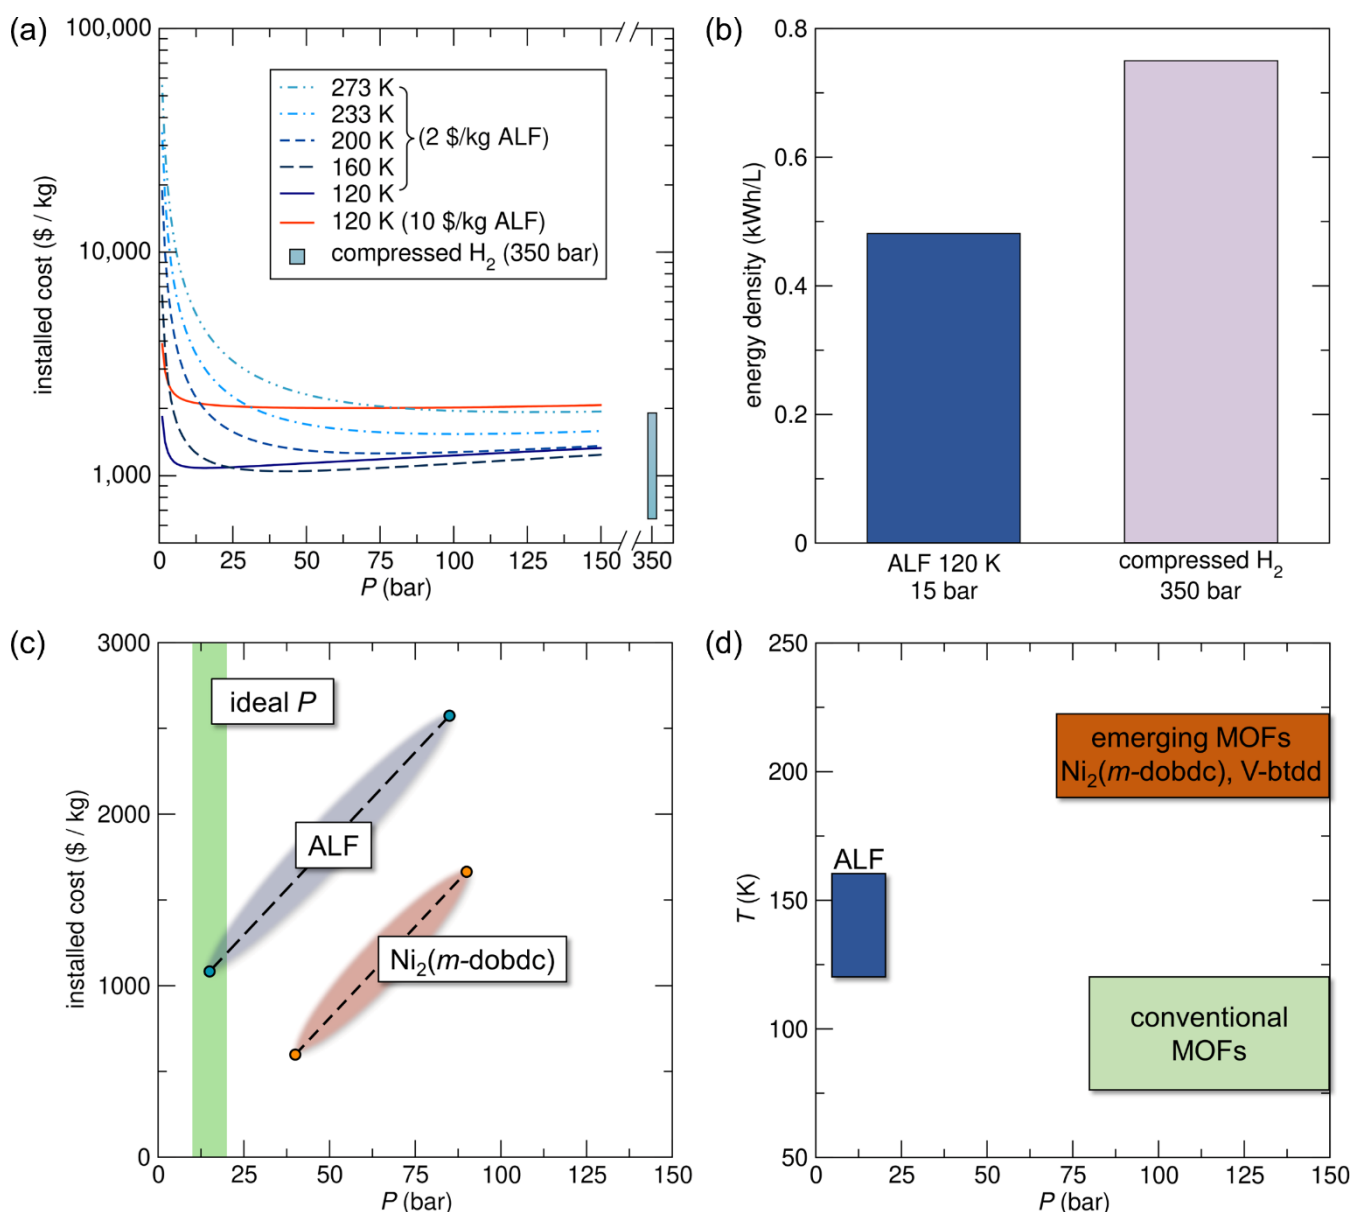 (a)
100,000
10,000
1,000
installed cost ($ / kg)
273 K
233 K
200 K
160 K
120 K
(2 $/kg ALF)
120 K (10 $/kg ALF)
compressed H₂ (350 bar)
0 25 50 75 100 125 150 350
P (bar)
(b)
0.8
0.6
0.4
0.2
0
energy density (kWh/L)
ALF 120 K
15 bar
compressed H₂
350 bar
(c)
3000
2000
1000
0
installed cost ($ / kg)
ideal P
ALF
Ni₂(m-dobdc)
0 25 50 75 100 125 150
P (bar)
(d)
250
200
150
100
50
T (K)
emerging MOFs
Ni₂(m-dobdc), V-btdd
ALF
conventional
MOFs
0 25 50 75 100 125 150
P (bar)